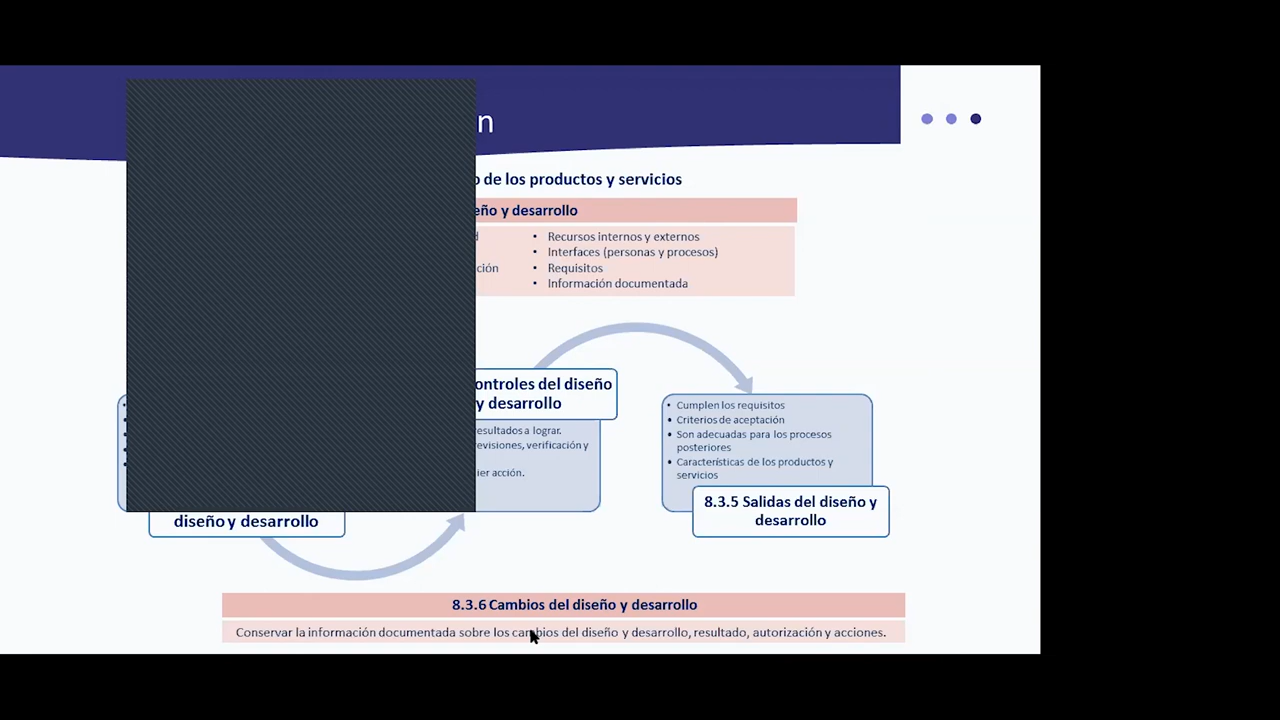 n
o de los productos y servicios
eño y desarrollo
d
ción
• Recursos internos y externos
• Interfaces (personas y procesos)
• Requisitos
• Información documentada
ontroles del diseño
y desarrollo
esultados a lograr.
evisiones, verificación y
ier acción.
• Cumplen los requisitos
• Criterios de aceptación
• Son adecuadas para los procesos
posteriores
• Características de los productos y
servicios
8.3.5 Salidas del diseño y
desarrollo
diseño y desarrollo
8.3.6 Cambios del diseño y desarrollo
Conservar la información documentada sobre los cambios del diseño y desarrollo, resultado, autorización y acciones.